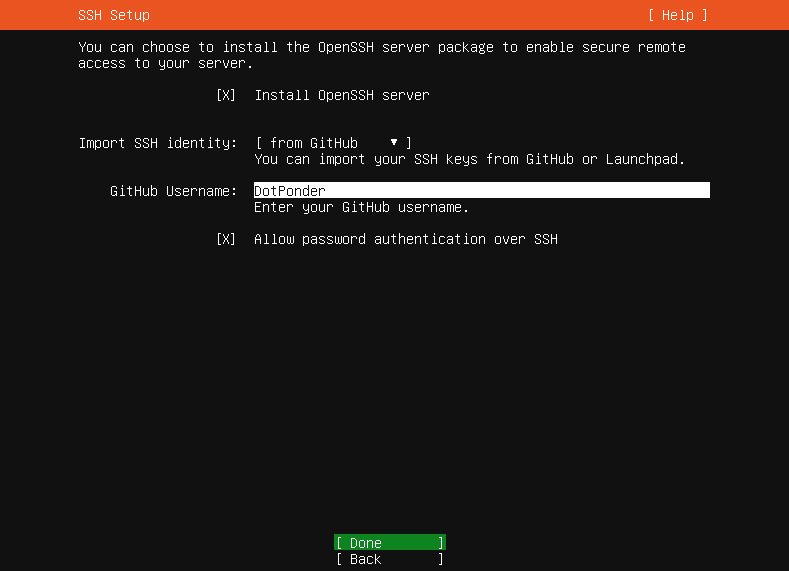 SSH Setup [ Help ]
You can choose to install the OpenSSH server package to enable secure remote
access to your server.
[X] Install OpenSSH server
Import SSH identity: [ from GitHub ▾ ]
You can import your SSH keys from GitHub or Launchpad.
GitHub Username: DotPonder
Enter your GitHub username.
[X] Allow password authentication over SSH
[ Done ]
[ Back ]